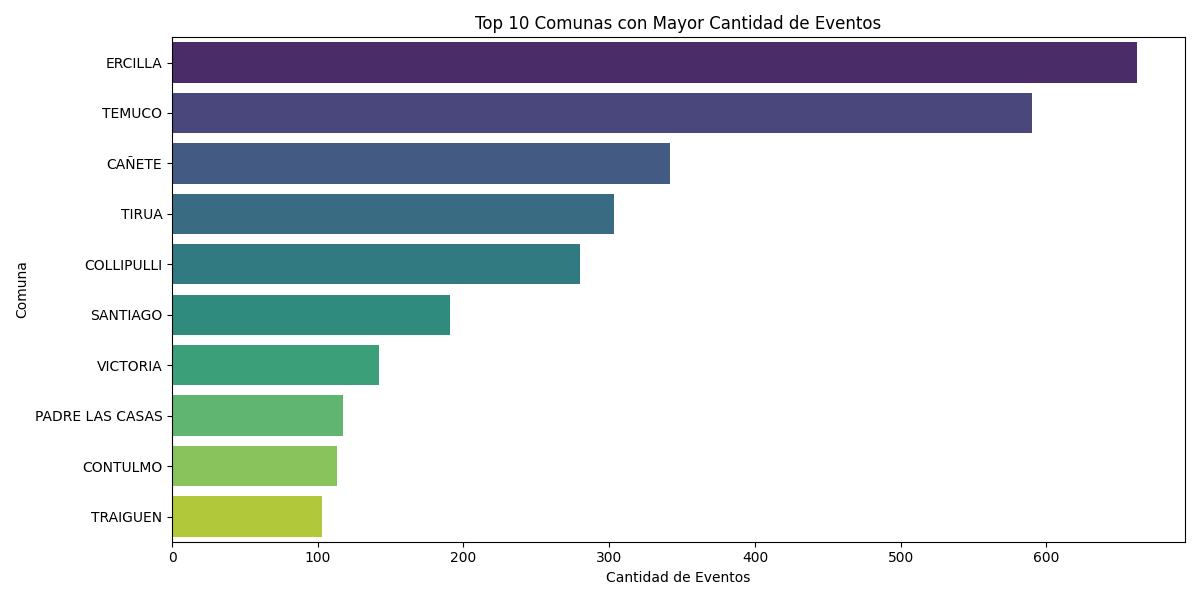 Top 10 Comunas con Mayor Cantidad de Eventos
Comuna
ERCILLA
TEMUCO
CAÑETE
TIRUA
COLLIPULLI
SANTIAGO
VICTORIA
PADRE LAS CASAS
CONTULMO
TRAIGUEN
0 100 200 300 400 500 600
Cantidad de Eventos